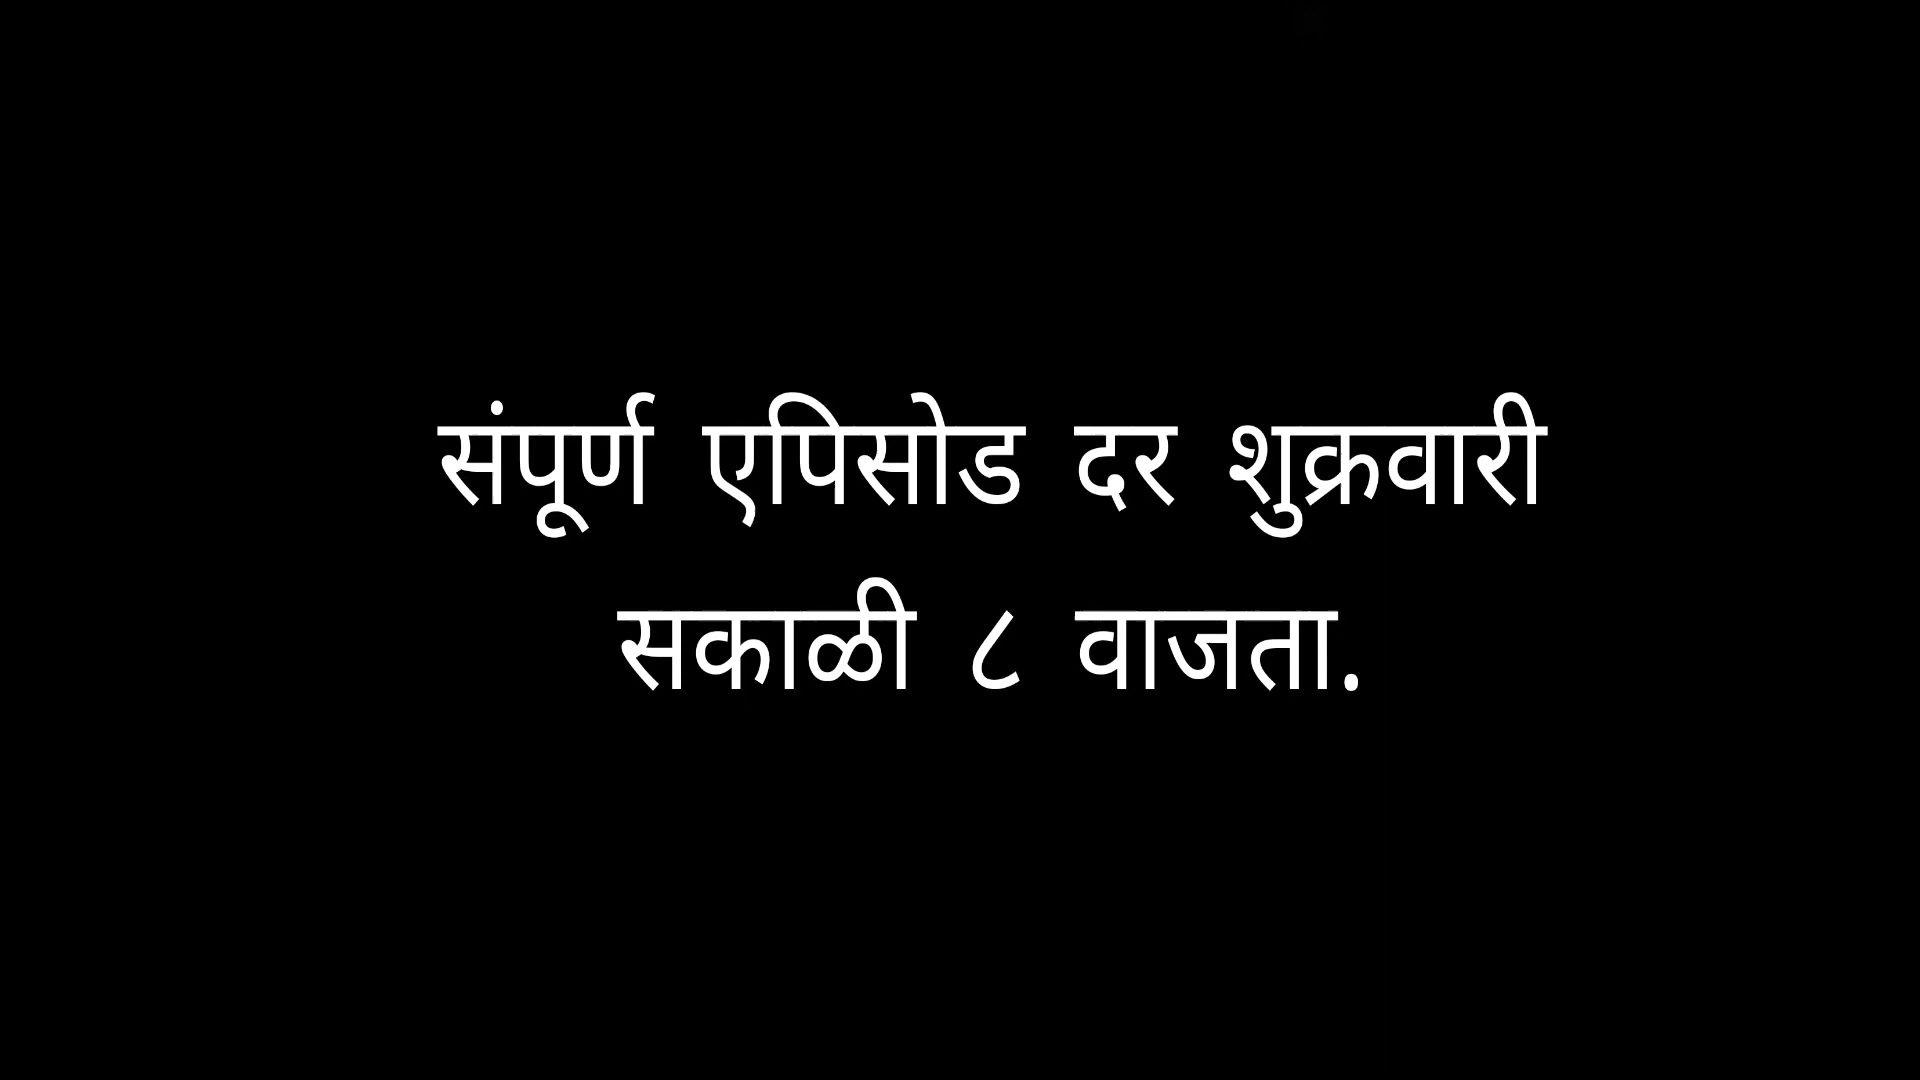 संपूर्ण एपिसोड दर शुक्रवारी
सकाळी ८ वाजता.